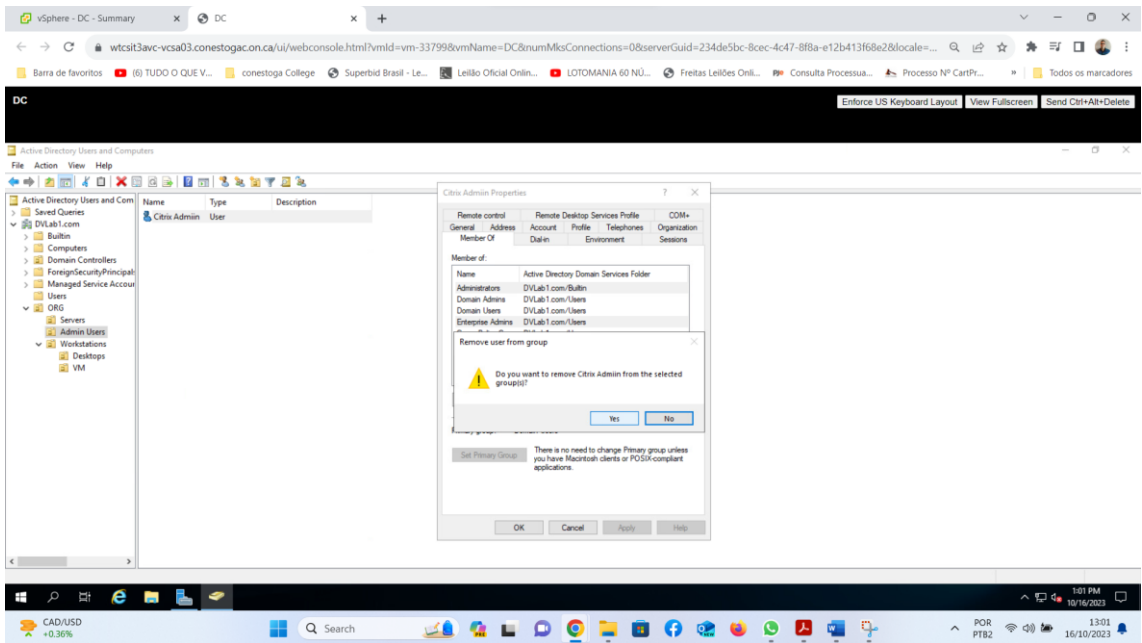 vSphere - DC - Summary
DC
wtcsit3avc-vcsa03.conestogac.on.ca/ui/webconsole.html?vmId=vm-33799&vmName=DC&numMksConnections=0&serverGuid=234de5bc-8cec-4c47-8f8a-e12b413f68e2&locale=...
Barra de favoritos
(6) TUDO O QUE V...
conestoga College
Superbid Brasil - Le...
Leilão Oficial Onlin...
LOTOMANIA 60 NÚ...
Freitas Leilões Onli...
Consulta Processua...
Processo Nº CartPr...
»
Todos os marcadores
DC
Enforce US Keyboard Layout
View Fullscreen
Send Ctrl+Alt+Delete
Active Directory Users and Computers
File Action View Help
Active Directory Users and Com
Saved Queries
DVLab1.com
Builtin
Computers
Domain Controllers
ForeignSecurityPrincipals
Managed Service Accour
Users
ORG
Servers
Admin Users
Workstations
Desktops
VM
Name Type Description
Citrix Admiin User
Citrix Admiin Properties
Remote control Remote Desktop Services Profile COM+
General Address Account Profile Telephones Organization
Member Of Dial-in Environment Sessions
Member of:
Name Active Directory Domain Services Folder
Administrators DVLab1.com/Builtin
Domain Admins DVLab1.com/Users
Domain Users DVLab1.com/Users
Enterprise Admins DVLab1.com/Users
Remove user from group
Do you want to remove Citrix Admiin from the selected
group(s)?
Yes No
Set Primary Group
There is no need to change Primary group unless
you have Macintosh clients or POSIX-compliant
applications.
OK Cancel Apply Help
1:01 PM
10/16/2023
CAD/USD
+0.36%
Search
POR
PTB2
13:01
16/10/2023